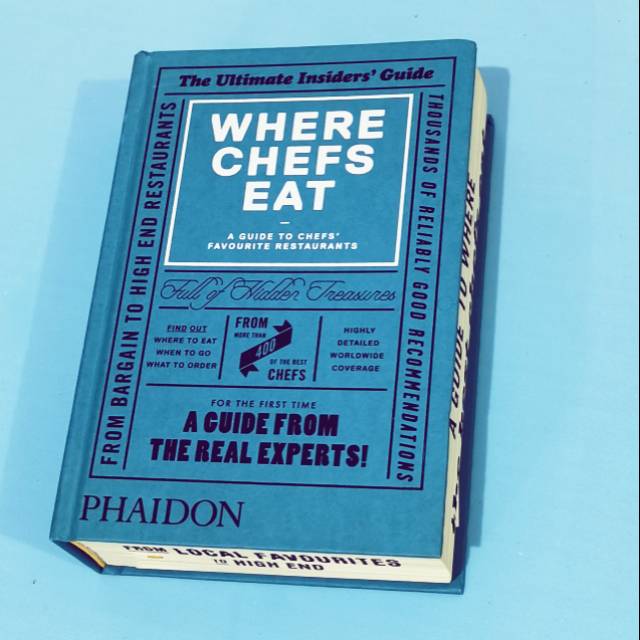 The Ultimate Insiders' Guide
FROM BARGAIN TO HIGH END RESTAURANTS
WHERE
CHEFS
EAT
A GUIDE TO CHEFS'
FAVOURITE RESTAURANTS
THOUSANDS OF RELIABLY GOOD RECOMMENDATIONS
Full of Hidden Treasures
FIND OUT
WHERE TO EAT
WHEN TO GO
WHAT TO ORDER
FROM
MORE THAN
400
OF THE BEST
CHEFS
HIGHLY
DETAILED
WORLDWIDE
COVERAGE
FOR THE FIRST TIME
A GUIDE FROM
THE REAL EXPERTS!
PHAIDON
FROM LOCAL FAVOURITES
TO HIGH END
A GUIDE TO WHERE